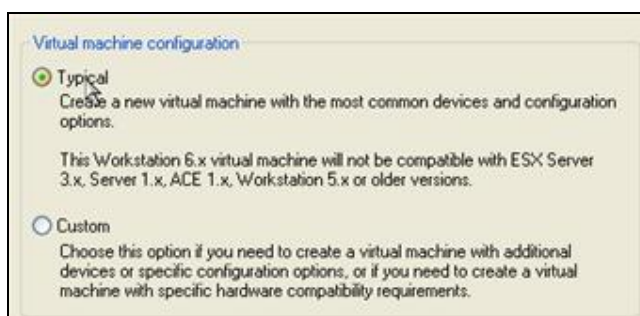 Virtual machine configuration
Typical
Create a new virtual machine with the most common devices and configuration
options.
This Workstation 6.x virtual machine will not be compatible with ESX Server
3.x, Server 1.x, ACE 1.x, Workstation 5.x or older versions.
Custom
Choose this option if you need to create a virtual machine with additional
devices or specific configuration options, or if you need to create a virtual
machine with specific hardware compatibility requirements.